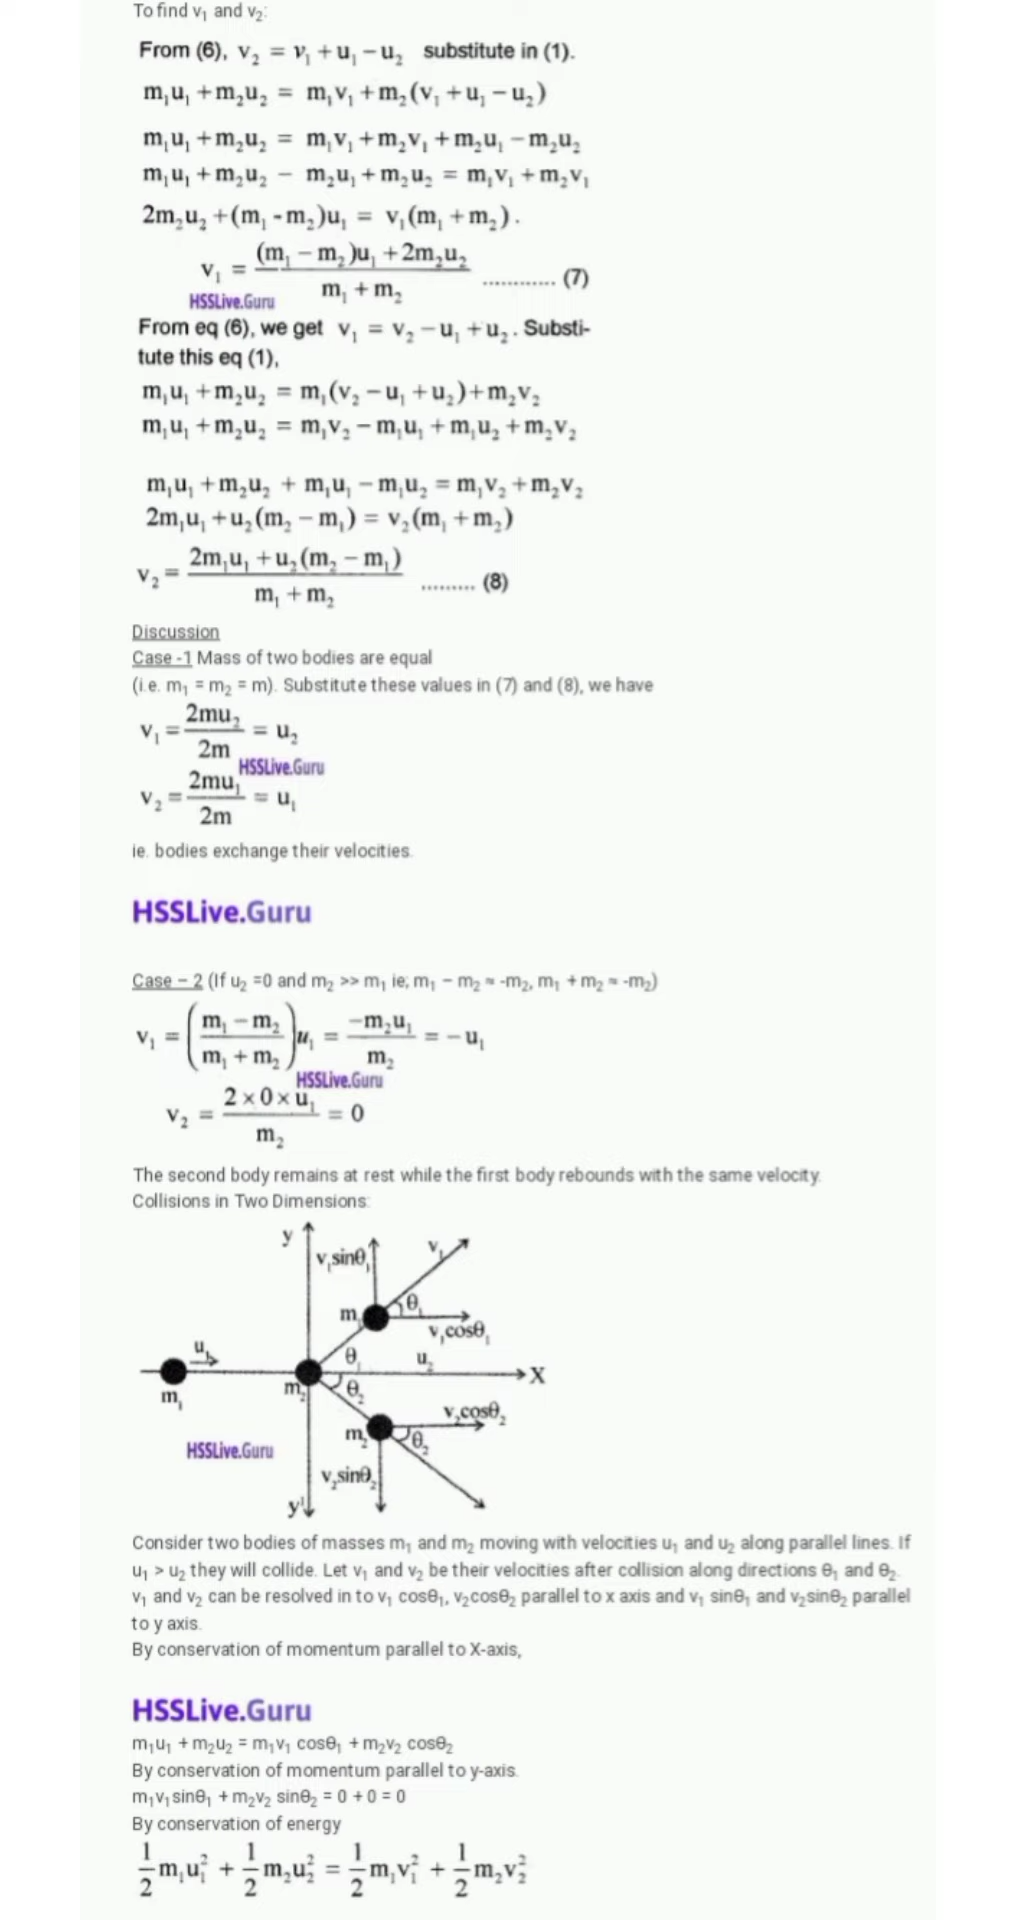 To find v₁ and v₂:
From (6), v₂ = v₁ + u₁ − u₂ substitute in (1).
m₁u₁ + m₂u₂ = m₁v₁ + m₂(v₁ + u₁ − u₂)
m₁u₁ + m₂u₂ = m₁v₁ + m₂v₁ + m₂u₁ − m₂u₂
m₁u₁ + m₂u₂ − m₂u₁ + m₂u₂ = m₁v₁ + m₂v₁
2m₂u₂ + (m₁ - m₂)u₁ = v₁(m₁ + m₂).
v₁ = ((m₁ − m₂)u₁ + 2m₂u₂) / (m₁ + m₂) ............ (7)
HSSLive.Guru
From eq (6), we get v₁ = v₂ − u₁ + u₂. Substi-
tute this eq (1),
m₁u₁ + m₂u₂ = m₁(v₂ − u₁ + u₂) + m₂v₂
m₁u₁ + m₂u₂ = m₁v₂ − m₁u₁ + m₁u₂ + m₂v₂
m₁u₁ + m₂u₂ + m₁u₁ − m₁u₂ = m₁v₂ + m₂v₂
2m₁u₁ + u₂(m₂ − m₁) = v₂(m₁ + m₂)
v₂ = (2m₁u₁ + u₂(m₂ − m₁)) / (m₁ + m₂) ......... (8)
Discussion
Case -1 Mass of two bodies are equal
(i.e. m₁ = m₂ = m). Substitute these values in (7) and (8), we have
v₁ = 2mu₂ / 2m = u₂
HSSLive.Guru
v₂ = 2mu₁ / 2m = u₁
ie. bodies exchange their velocities.
HSSLive.Guru
Case – 2 (If u₂ =0 and m₂ >> m₁ ie; m₁ − m₂ ≈ -m₂, m₁ + m₂ ≈ -m₂)
v₁ = ((m₁ − m₂) / (m₁ + m₂)) u₁ = −m₂u₁ / m₂ = − u₁
HSSLive.Guru
v₂ = (2 × 0 × u₁) / m₂ = 0
The second body remains at rest while the first body rebounds with the same velocity.
Collisions in Two Dimensions:
y
v₁sinθ₁
v₁
m₁
θ₁
v₁cosθ₁
u₁
θ₁
u₂
X
m₁
m₂
θ₂
v₂cosθ₂
m₂
θ₂
HSSLive.Guru
v₂sinθ₂
y¹
Consider two bodies of masses m₁ and m₂ moving with velocities u₁ and u₂ along parallel lines. If
u₁ > u₂ they will collide. Let v₁ and v₂ be their velocities after collision along directions θ₁ and θ₂.
v₁ and v₂ can be resolved in to v₁ cosθ₁, v₂cosθ₂ parallel to x axis and v₁ sinθ₁ and v₂sinθ₂ parallel
to y axis.
By conservation of momentum parallel to X-axis,
HSSLive.Guru
m₁u₁ + m₂u₂ = m₁v₁ cosθ₁ + m₂v₂ cosθ₂
By conservation of momentum parallel to y-axis.
m₁v₁sinθ₁ + m₂v₂ sinθ₂ = 0 + 0 = 0
By conservation of energy
½m₁u₁² + ½m₂u₂² = ½m₁v₁² + ½m₂v₂²